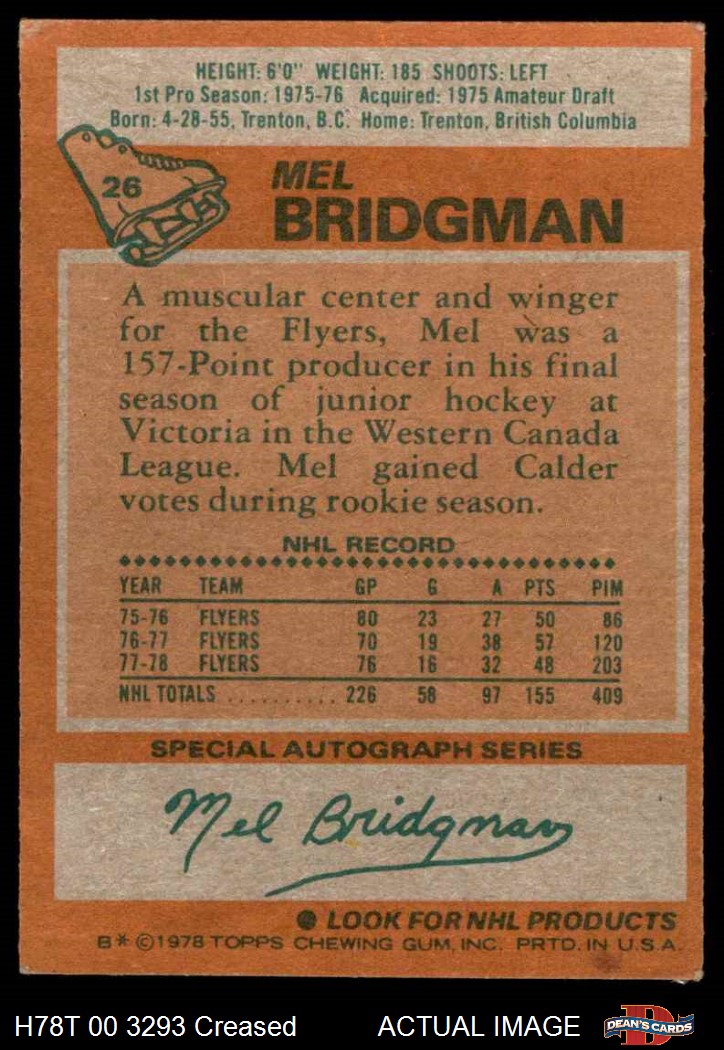 HEIGHT: 6'0" WEIGHT: 185 SHOOTS: LEFT
1st Pro Season: 1975-76 Acquired: 1975 Amateur Draft
Born: 4-28-55, Trenton, B.C. Home: Trenton, British Columbia
26
MEL
BRIDGMAN
A muscular center and winger
for the Flyers, Mel was a
157-Point producer in his final
season of junior hockey at
Victoria in the Western Canada
League. Mel gained Calder
votes during rookie season.
NHL RECORD
YEAR TEAM GP G A PTS PIM
75-76 FLYERS 80 23 27 50 86
76-77 FLYERS 70 19 38 57 120
77-78 FLYERS 76 16 32 48 203
NHL TOTALS .......... 226 58 97 155 409
SPECIAL AUTOGRAPH SERIES
Mel Bridgman
● LOOK FOR NHL PRODUCTS
B* ©1978 TOPPS CHEWING GUM, INC. PRTD. IN U.S.A.
H78T 00 3293 Creased ACTUAL IMAGE
D
DEAN'S CARDS